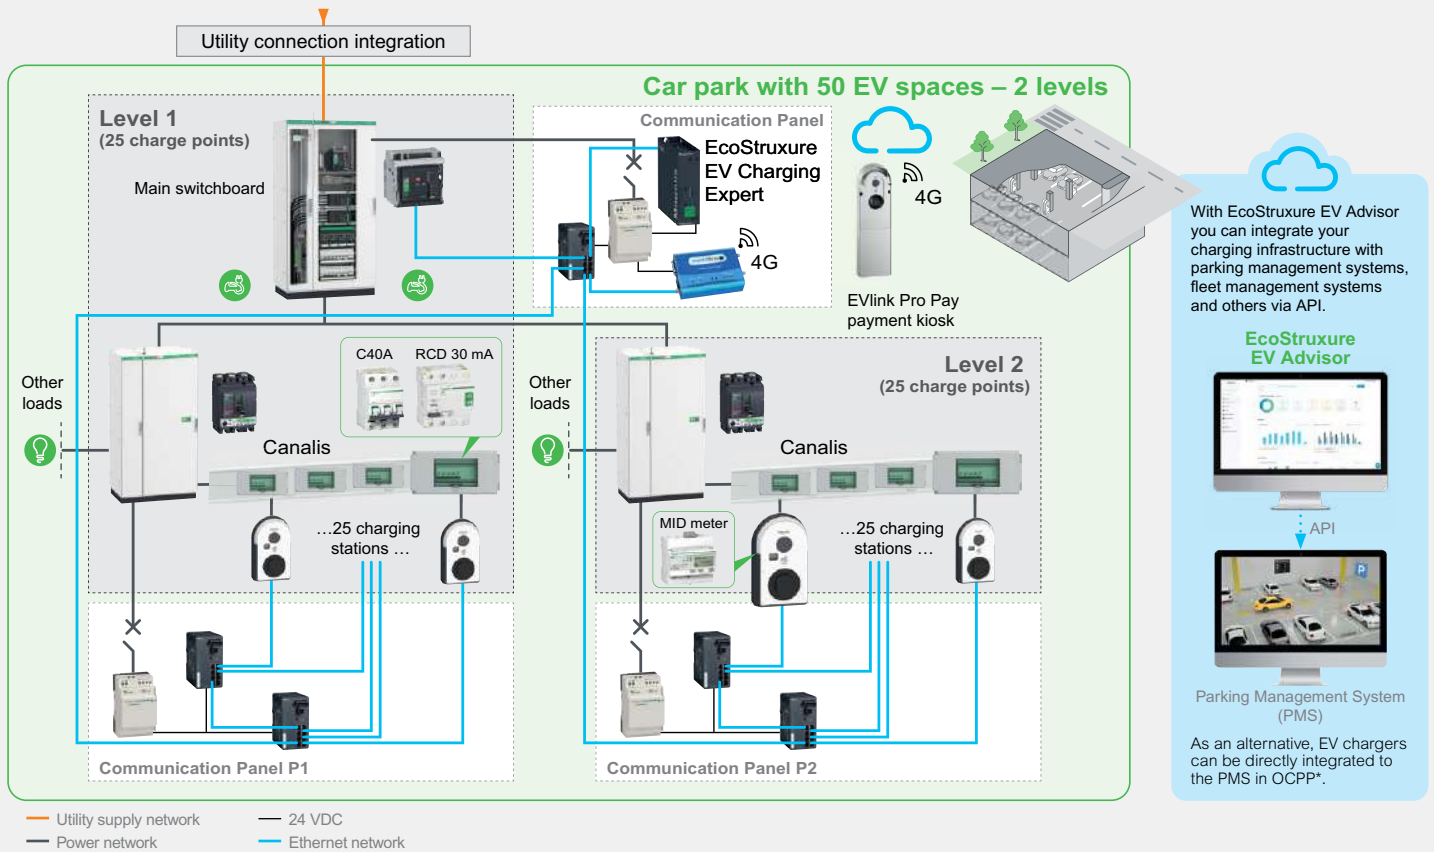 Utility connection integration
Car park with 50 EV spaces – 2 levels
Level 1
(25 charge points)
Main switchboard
Communication Panel
EcoStruxure
EV Charging
Expert
4G
4G
EVlink Pro Pay
payment kiosk
With EcoStruxure EV Advisor
you can integrate your
charging infrastructure with
parking management systems,
fleet management systems
and others via API.
EcoStruxure
EV Advisor
API
P
Parking Management System
(PMS)
As an alternative, EV chargers
can be directly integrated to
the PMS in OCPP*.
Other
loads
C40A
RCD 30 mA
Canalis
…25 charging
stations …
Communication Panel P1
Other
loads
Level 2
(25 charge points)
Canalis
MID meter
…25 charging
stations …
Communication Panel P2
Utility supply network
Power network
24 VDC
Ethernet network